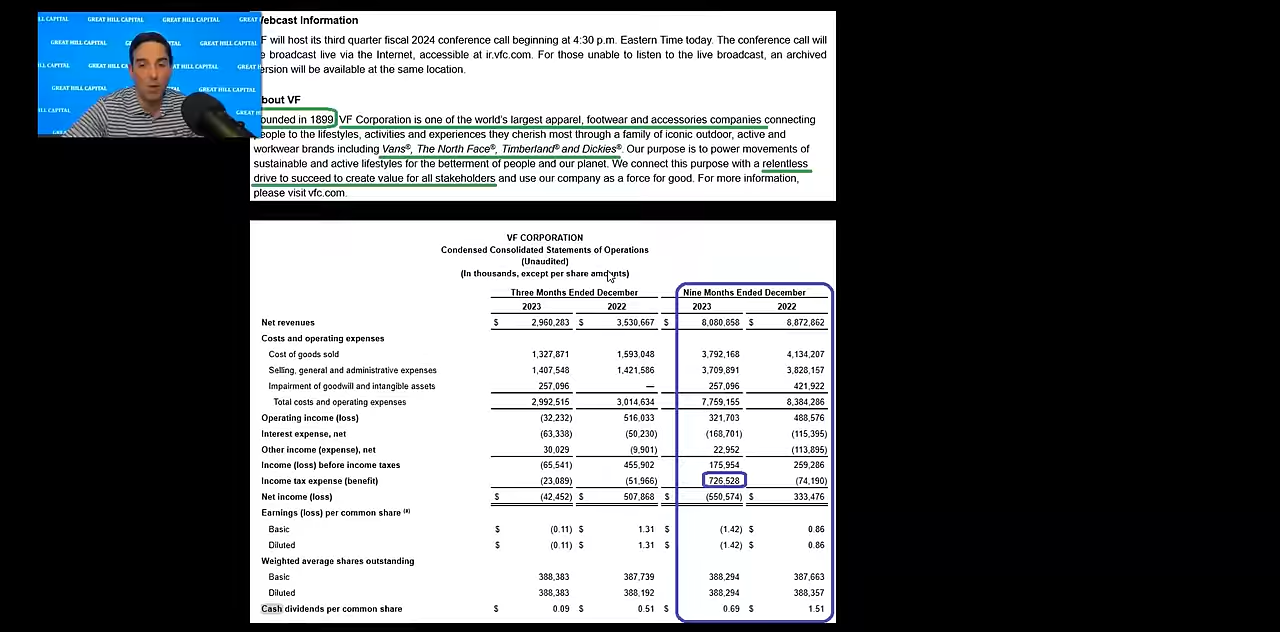 ILL CAPITAL GREAT HILL CAPITAL GREAT HILL CAPITAL GREAT
GREAT HILL CAPITAL
GREAT HILL CAPITAL
GREAT HILL CAPITAL
Webcast Information
VF will host its third quarter fiscal 2024 conference call beginning at 4:30 p.m. Eastern Time today. The conference call will
be broadcast live via the Internet, accessible at ir.vfc.com. For those unable to listen to the live broadcast, an archived
version will be available at the same location.
About VF
Founded in 1899, VF Corporation is one of the world's largest apparel, footwear and accessories companies connecting
people to the lifestyles, activities and experiences they cherish most through a family of iconic outdoor, active and
workwear brands including Vans®, The North Face®, Timberland® and Dickies®. Our purpose is to power movements of
sustainable and active lifestyles for the betterment of people and our planet. We connect this purpose with a relentless
drive to succeed to create value for all stakeholders and use our company as a force for good. For more information,
please visit vfc.com.
VF CORPORATION
Condensed Consolidated Statements of Operations
(Unaudited)
(In thousands, except per share amounts)
Three Months Ended December Nine Months Ended December
2023 2022 2023 2022
Net revenues $ 2,960,283 $ 3,530,667 $ 8,080,858 $ 8,872,862
Costs and operating expenses
Cost of goods sold 1,327,871 1,593,048 3,792,168 4,134,207
Selling, general and administrative expenses 1,407,548 1,421,586 3,709,891 3,828,157
Impairment of goodwill and intangible assets 257,096 — 257,096 421,922
Total costs and operating expenses 2,992,515 3,014,634 7,759,155 8,384,286
Operating income (loss) (32,232) 516,033 321,703 488,576
Interest expense, net (63,338) (50,230) (168,701) (115,395)
Other income (expense), net 30,029 (9,901) 22,952 (113,895)
Income (loss) before income taxes (65,541) 455,902 175,954 259,286
Income tax expense (benefit) (23,089) (51,966) 726,528 (74,190)
Net income (loss) $ (42,452) $ 507,868 $ (550,574) $ 333,476
Earnings (loss) per common share (a)
Basic $ (0.11) $ 1.31 $ (1.42) $ 0.86
Diluted $ (0.11) $ 1.31 $ (1.42) $ 0.86
Weighted average shares outstanding
Basic 388,383 387,739 388,294 387,663
Diluted 388,383 388,192 388,294 388,357
Cash dividends per common share $ 0.09 $ 0.51 $ 0.69 $ 1.51